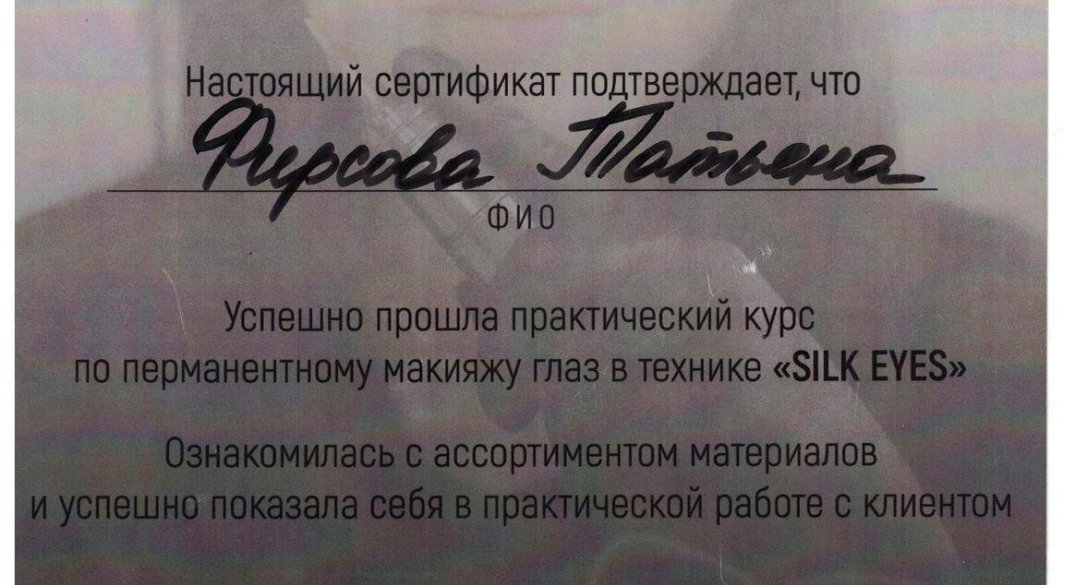 Настоящий сертификат подтверждает, что
Фирсова Татьяна
ФИО
Успешно прошла практический курс
по перманентному макияжу глаз в технике «SILK EYES»
Ознакомилась с ассортиментом материалов
и успешно показала себя в практической работе с клиентом